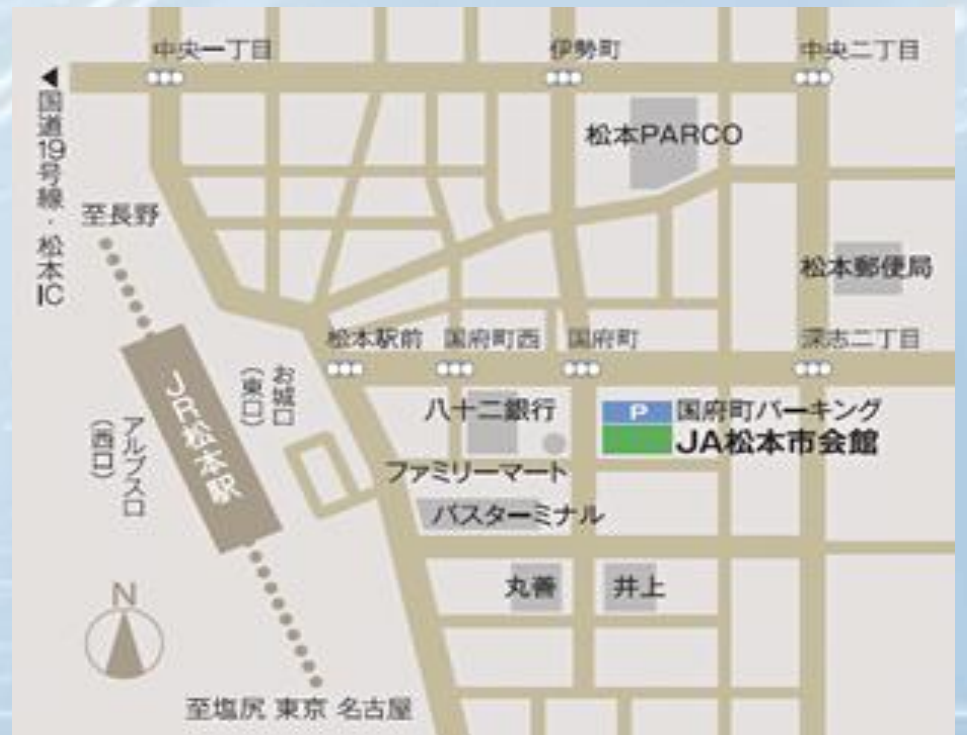 中央一丁目
伊勢町
中央二丁目
◀国道19号線・松本IC
松本PARCO
至長野
松本郵便局
松本駅前
国府町西
国府町
深志二丁目
お城口
(東口)
JR松本駅
アルプス口
(西口)
八十二銀行
P 国府町パーキング
JA松本市会館
ファミリーマート
バスターミナル
丸善
井上
N
至塩尻 東京 名古屋